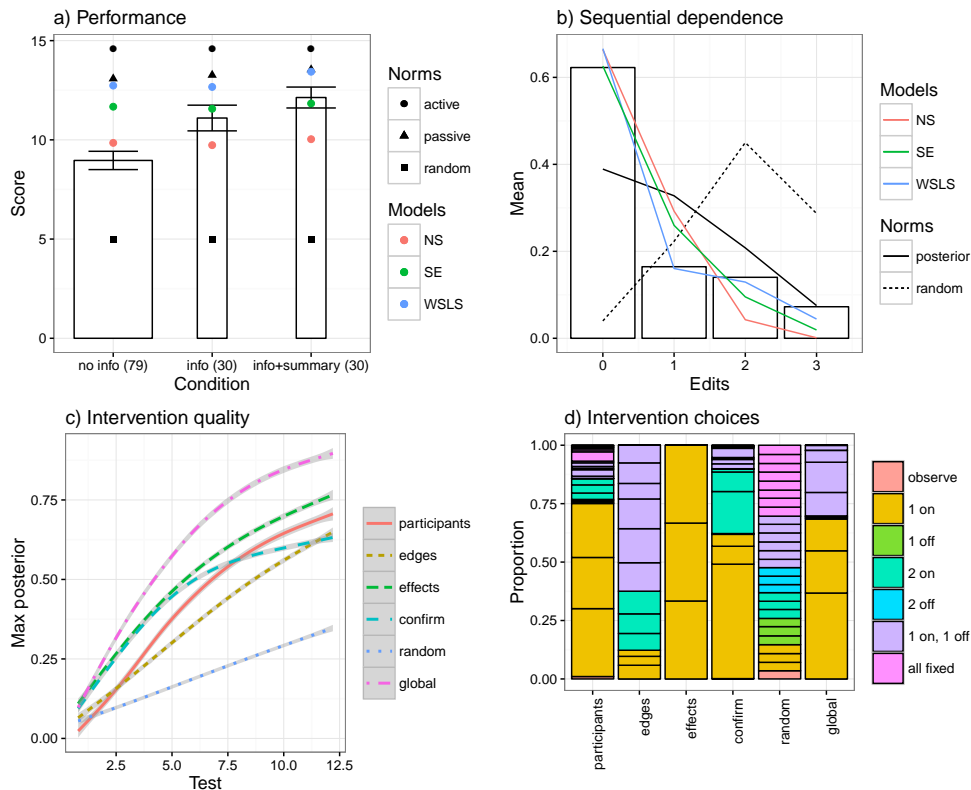 a) Performance
15
10
5
0
Score
no info (79)
info (30)
info+summary (30)
Condition
Norms
active
passive
random
Models
NS
SE
WSLS
b) Sequential dependence
0.6
0.4
0.2
0.0
Mean
0
1
2
3
Edits
Models
NS
SE
WSLS
Norms
posterior
random
c) Intervention quality
0.75
0.50
0.25
0.00
Max posterior
2.5
5.0
7.5
10.0
12.5
Test
participants
edges
effects
confirm
random
global
d) Intervention choices
1.00
0.75
0.50
0.25
0.00
Proportion
participants
edges
effects
confirm
random
global
observe
1 on
1 off
2 on
2 off
1 on, 1 off
all fixed